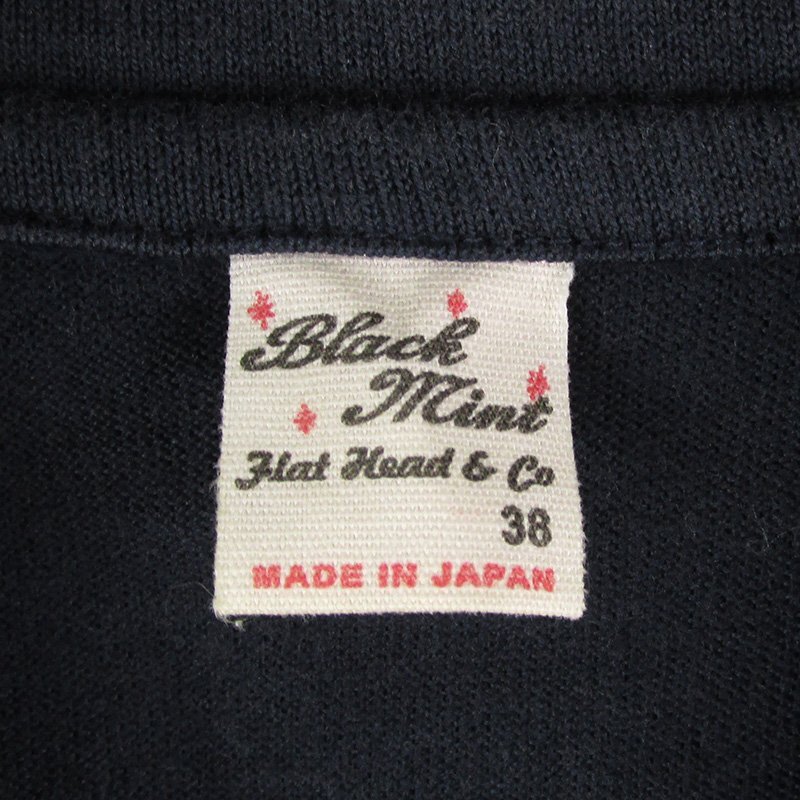 Black
Mint
Flat Head & Co
38
MADE IN JAPAN